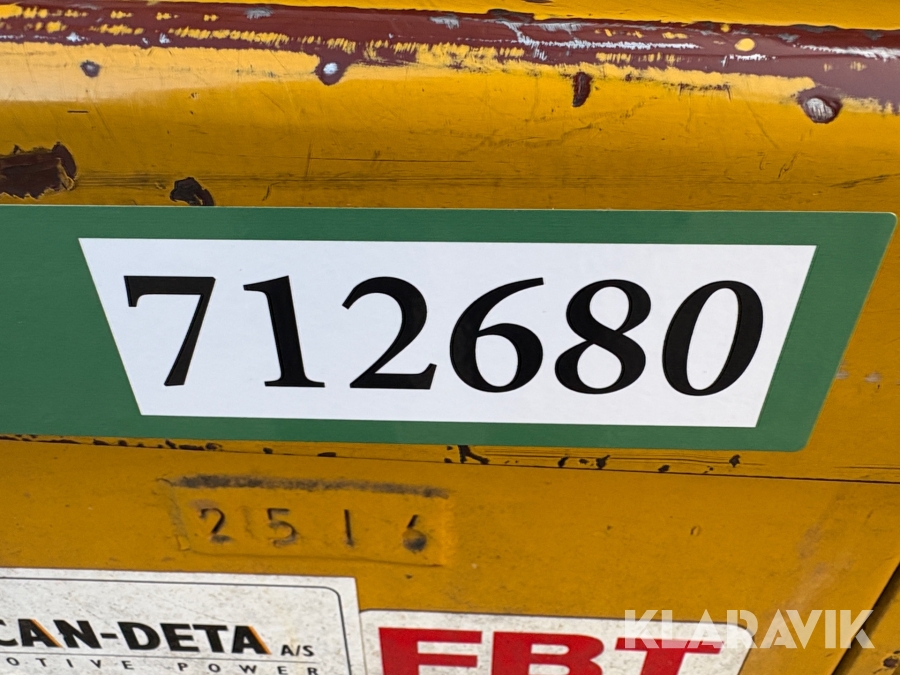 712680
2516
CAN-DETA A/S
OTIVE POWER
EBT
KLARAVIK